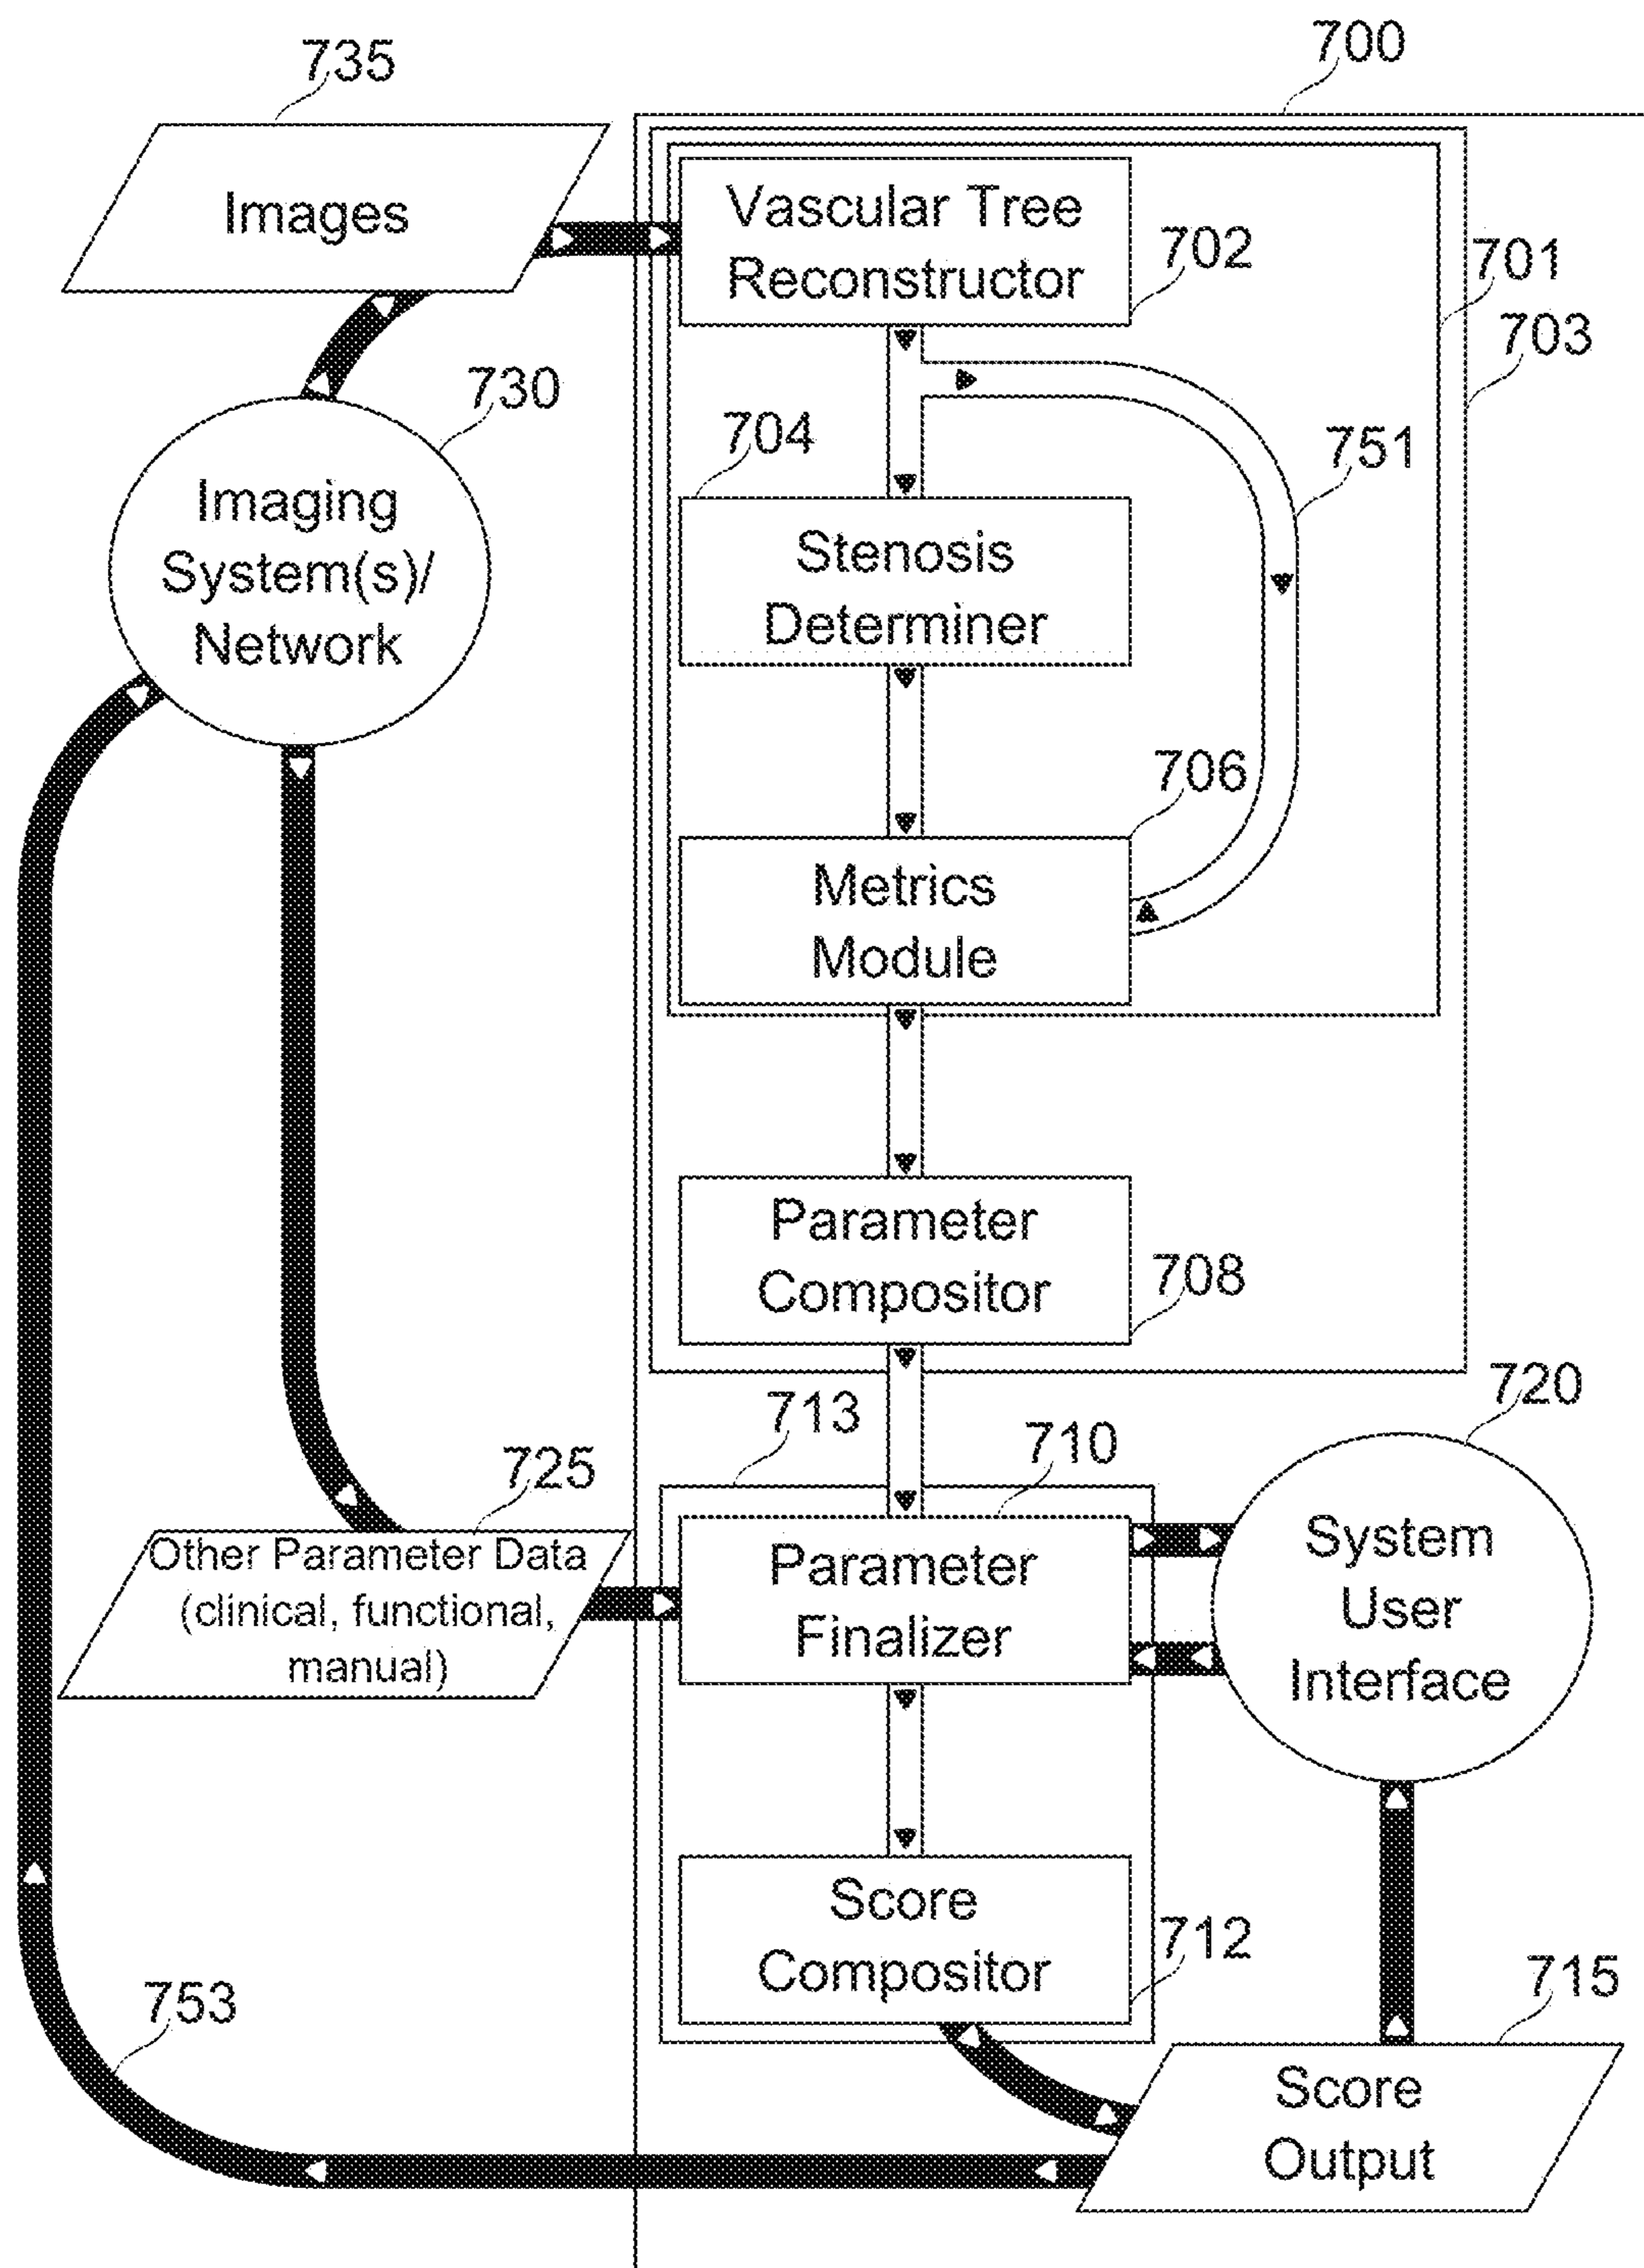 700
735
Images
Vascular Tree
Reconstructor
702
701
703
730
Imaging
System(s)/
Network
704
751
Stenosis
Determiner
706
Metrics
Module
Parameter
Compositor
708
713
710
720
725
Other Parameter Data
(clinical, functional,
manual)
Parameter
Finalizer
System
User
Interface
Score
Compositor
712
715
753
Score
Output